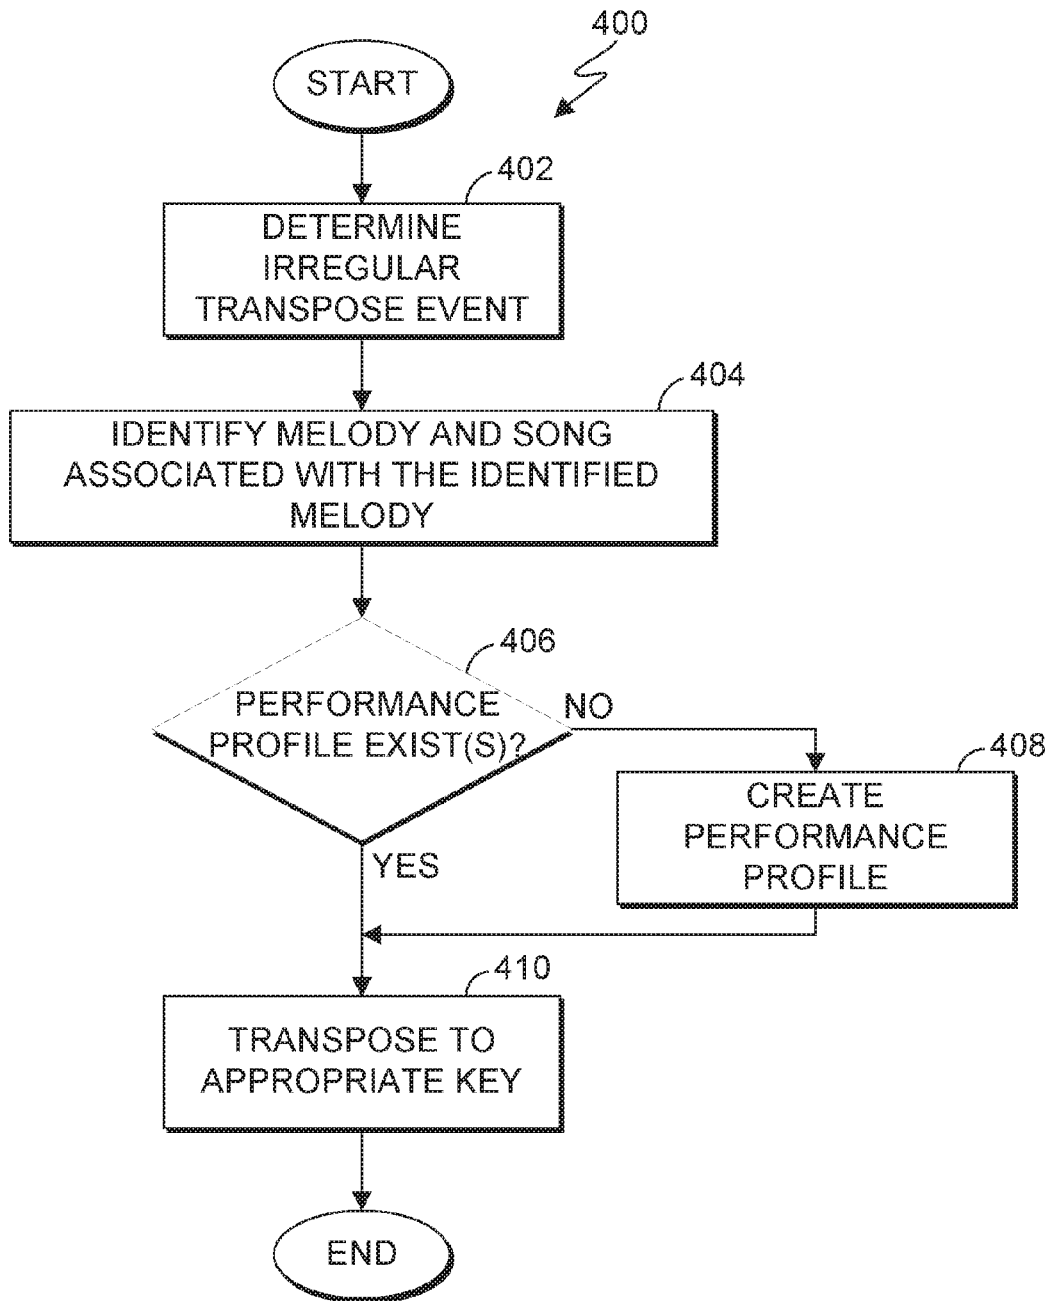 400
START
402
DETERMINE
IRREGULAR
TRANSPOSE EVENT
404
IDENTIFY MELODY AND SONG
ASSOCIATED WITH THE IDENTIFIED
MELODY
406
PERFORMANCE
PROFILE EXIST(S)?
NO
408
CREATE
PERFORMANCE
PROFILE
YES
410
TRANSPOSE TO
APPROPRIATE KEY
END